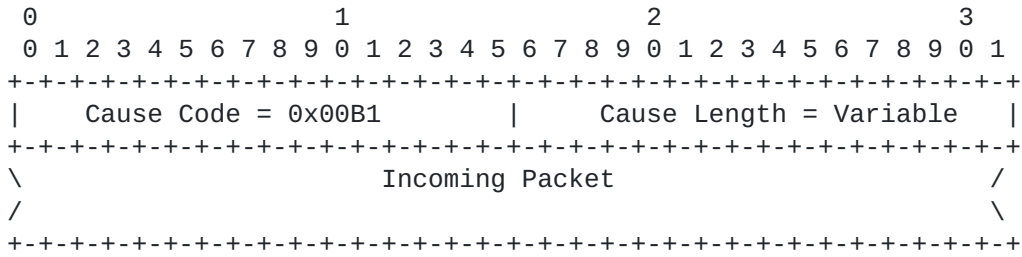 0                   1                   2                   3
 0 1 2 3 4 5 6 7 8 9 0 1 2 3 4 5 6 7 8 9 0 1 2 3 4 5 6 7 8 9 0 1
+-+-+-+-+-+-+-+-+-+-+-+-+-+-+-+-+-+-+-+-+-+-+-+-+-+-+-+-+-+-+-+-+
|    Cause Code = 0x00B1        |     Cause Length = Variable   |
+-+-+-+-+-+-+-+-+-+-+-+-+-+-+-+-+-+-+-+-+-+-+-+-+-+-+-+-+-+-+-+-+
\                       Incoming Packet                        /
/                                                              \
+-+-+-+-+-+-+-+-+-+-+-+-+-+-+-+-+-+-+-+-+-+-+-+-+-+-+-+-+-+-+-+-+